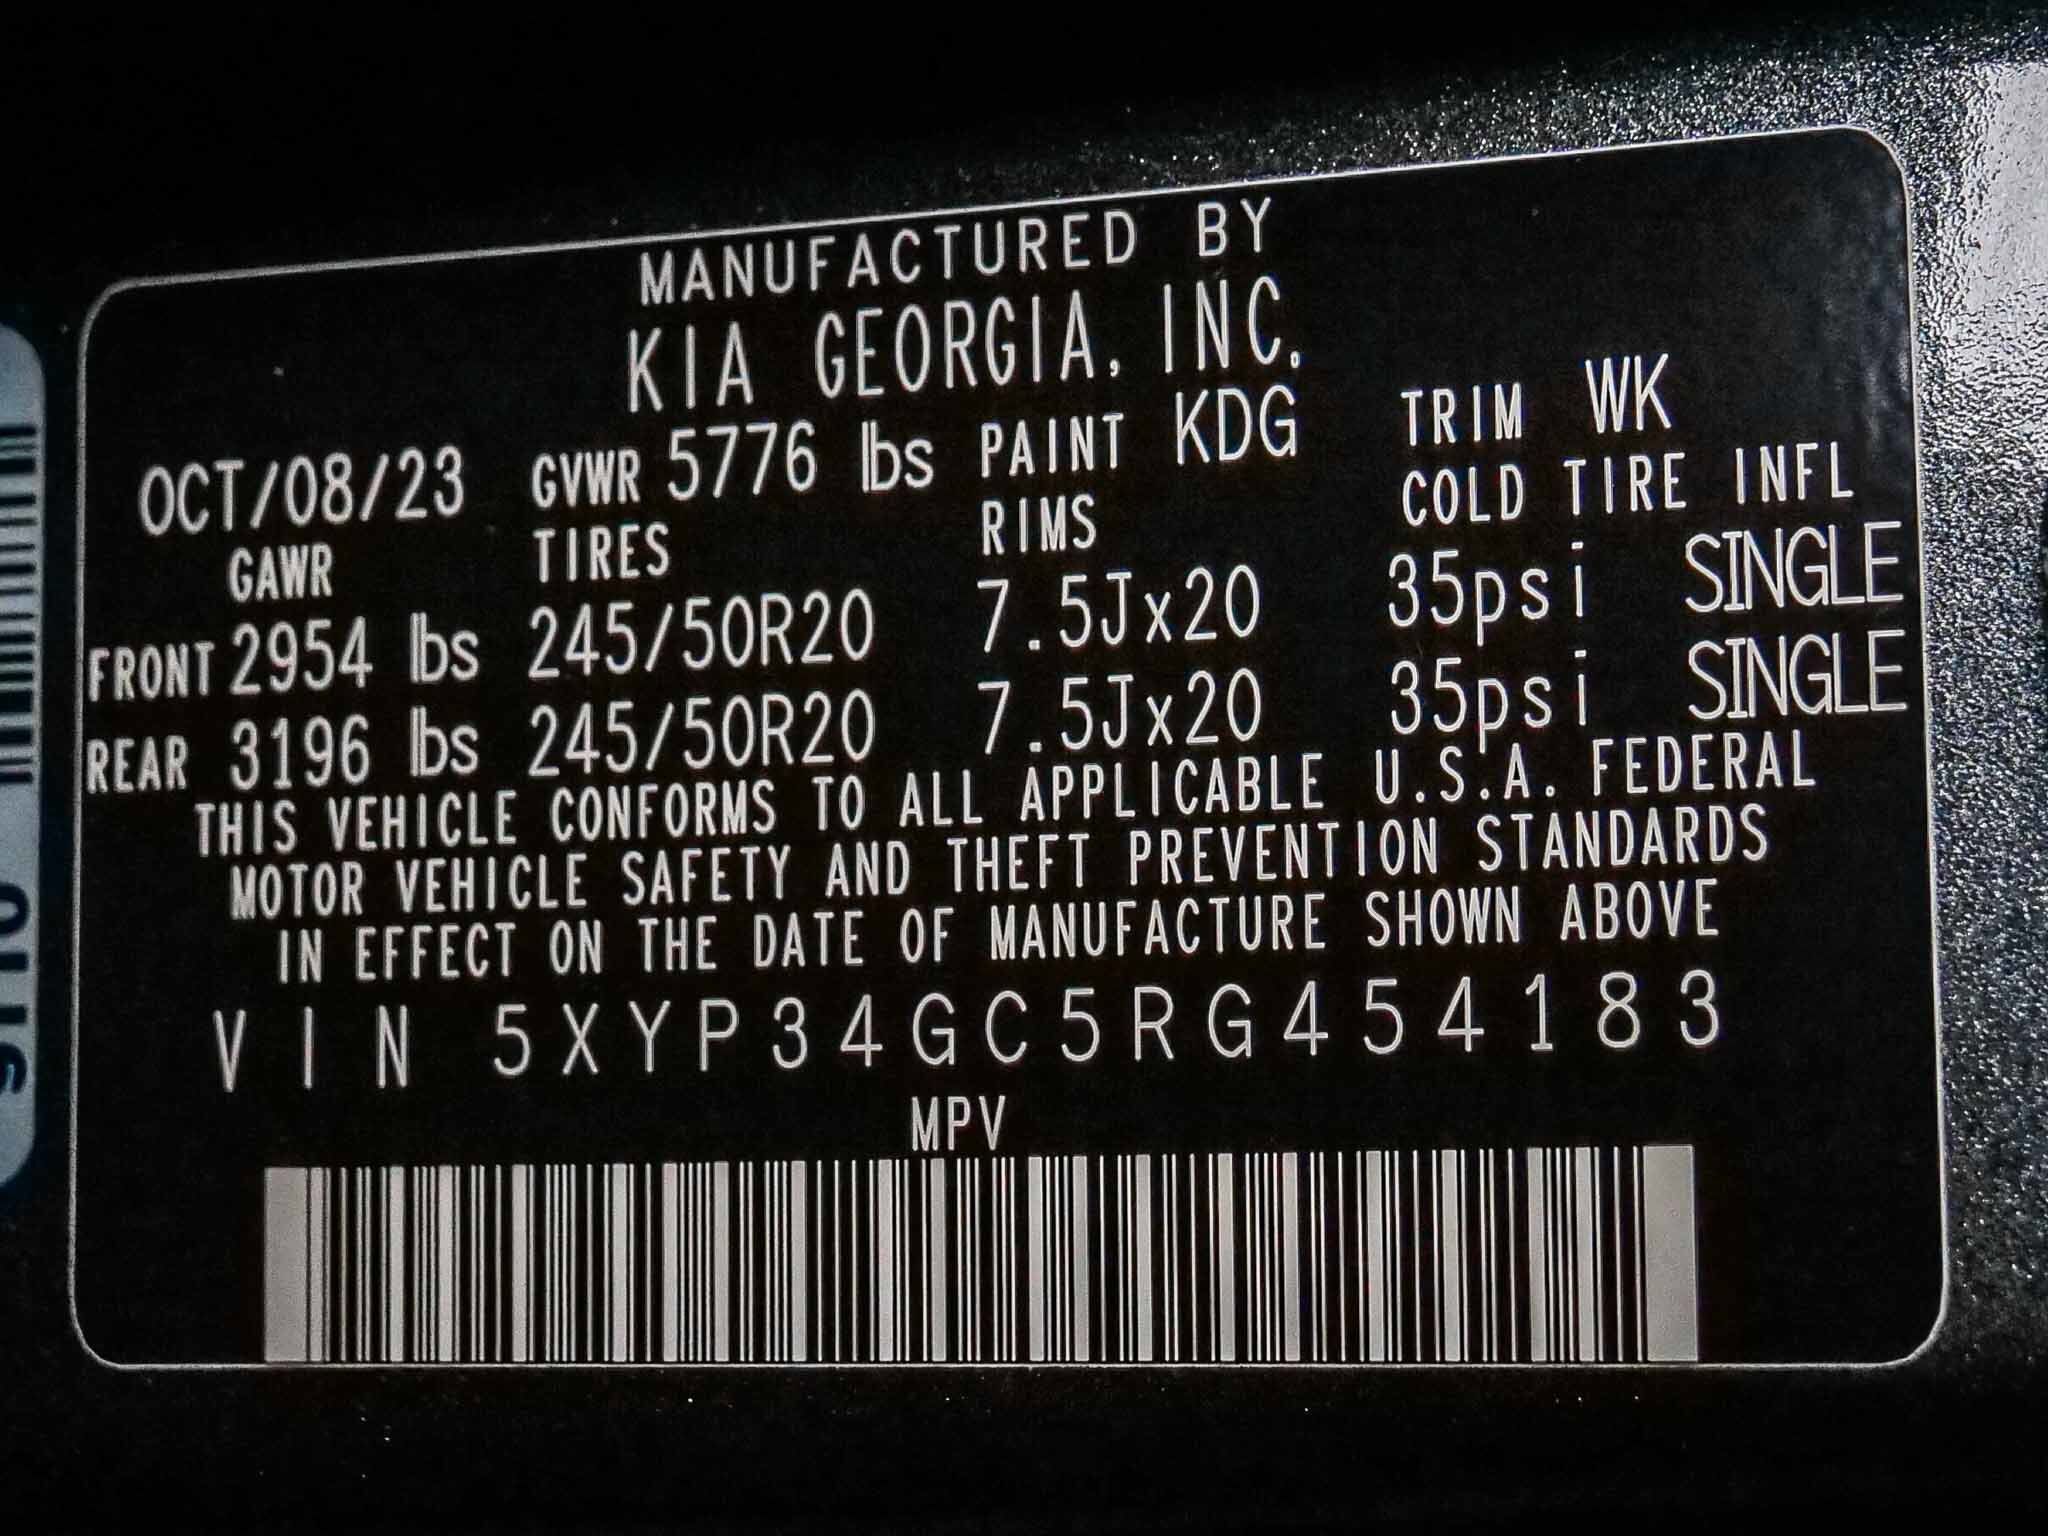 MANUFACTURED BY
KIA GEORGIA, INC.
OCT/08/23 GVWR 5776 lbs PAINT KDG TRIM WK
GAWR TIRES RIMS COLD TIRE INFL
FRONT 2954 lbs 245/50R20 7.5Jx20 35psi SINGLE
REAR 3196 lbs 245/50R20 7.5Jx20 35psi SINGLE
THIS VEHICLE CONFORMS TO ALL APPLICABLE U.S.A. FEDERAL
MOTOR VEHICLE SAFETY AND THEFT PREVENTION STANDARDS
IN EFFECT ON THE DATE OF MANUFACTURE SHOWN ABOVE
VIN 5XYP34GC5RG454183
MPV